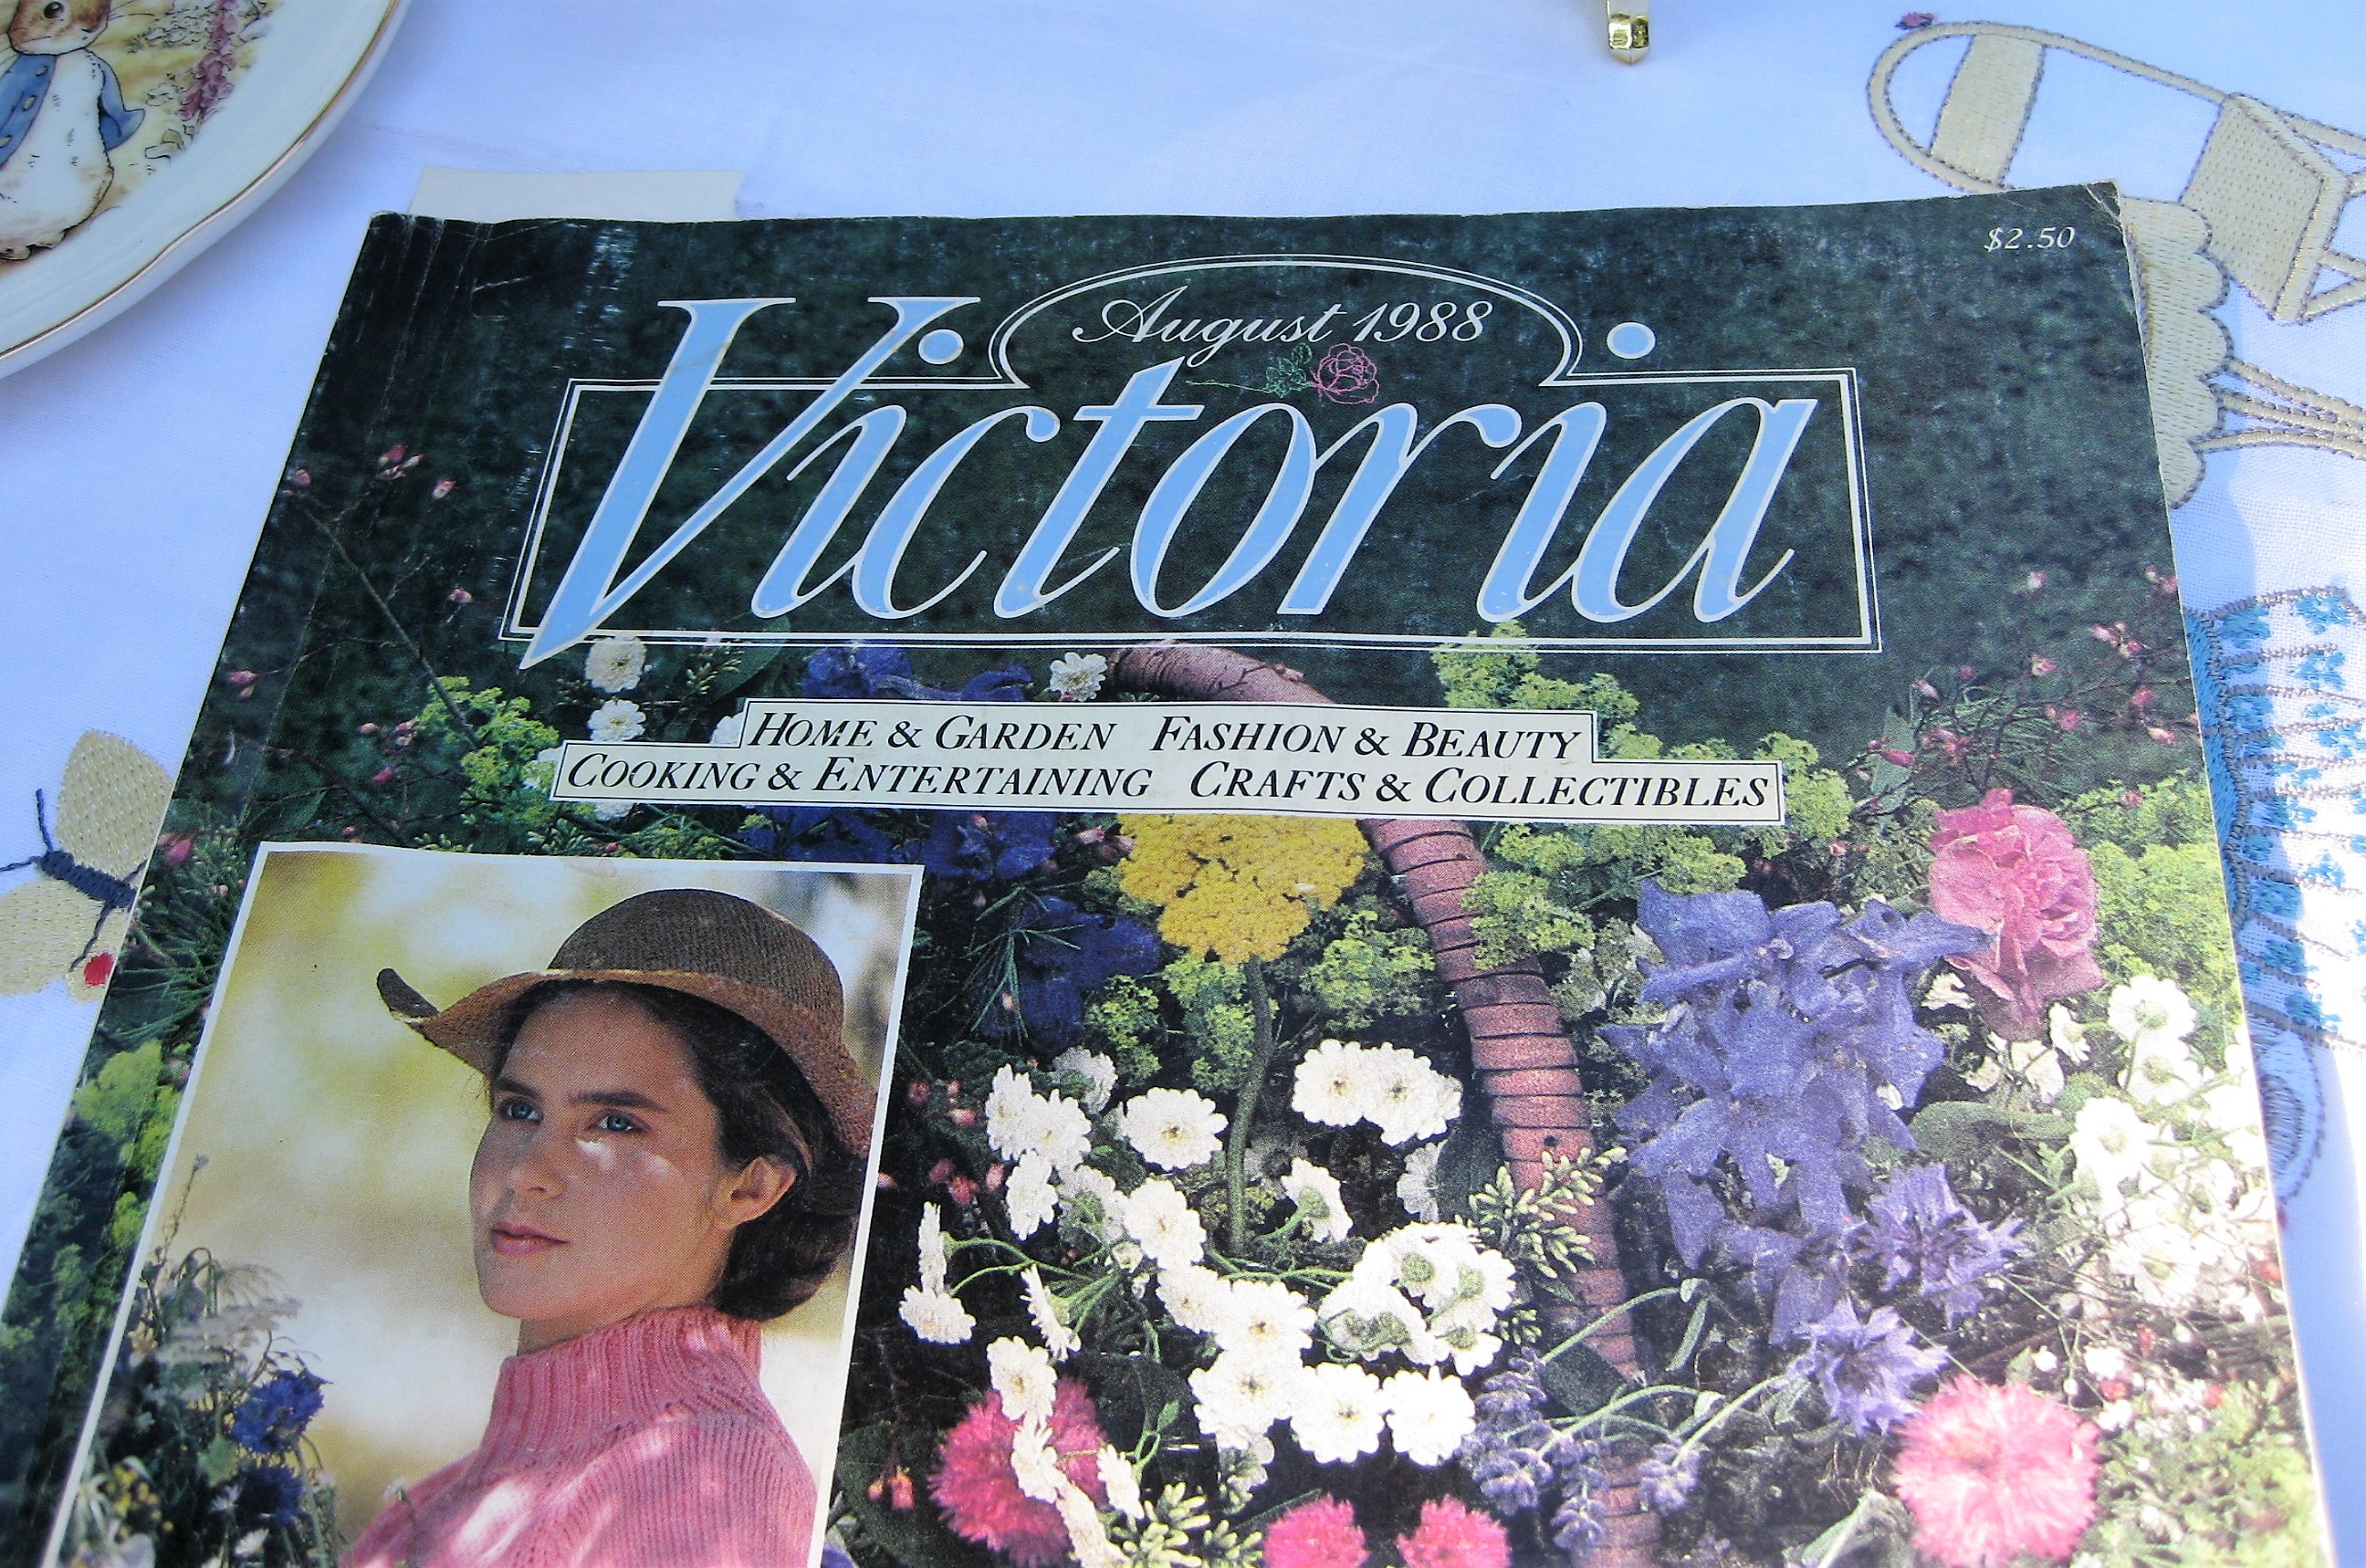 $2.50
August 1988
Victoria
HOME & GARDEN FASHION & BEAUTY
COOKING & ENTERTAINING CRAFTS & COLLECTIBLES